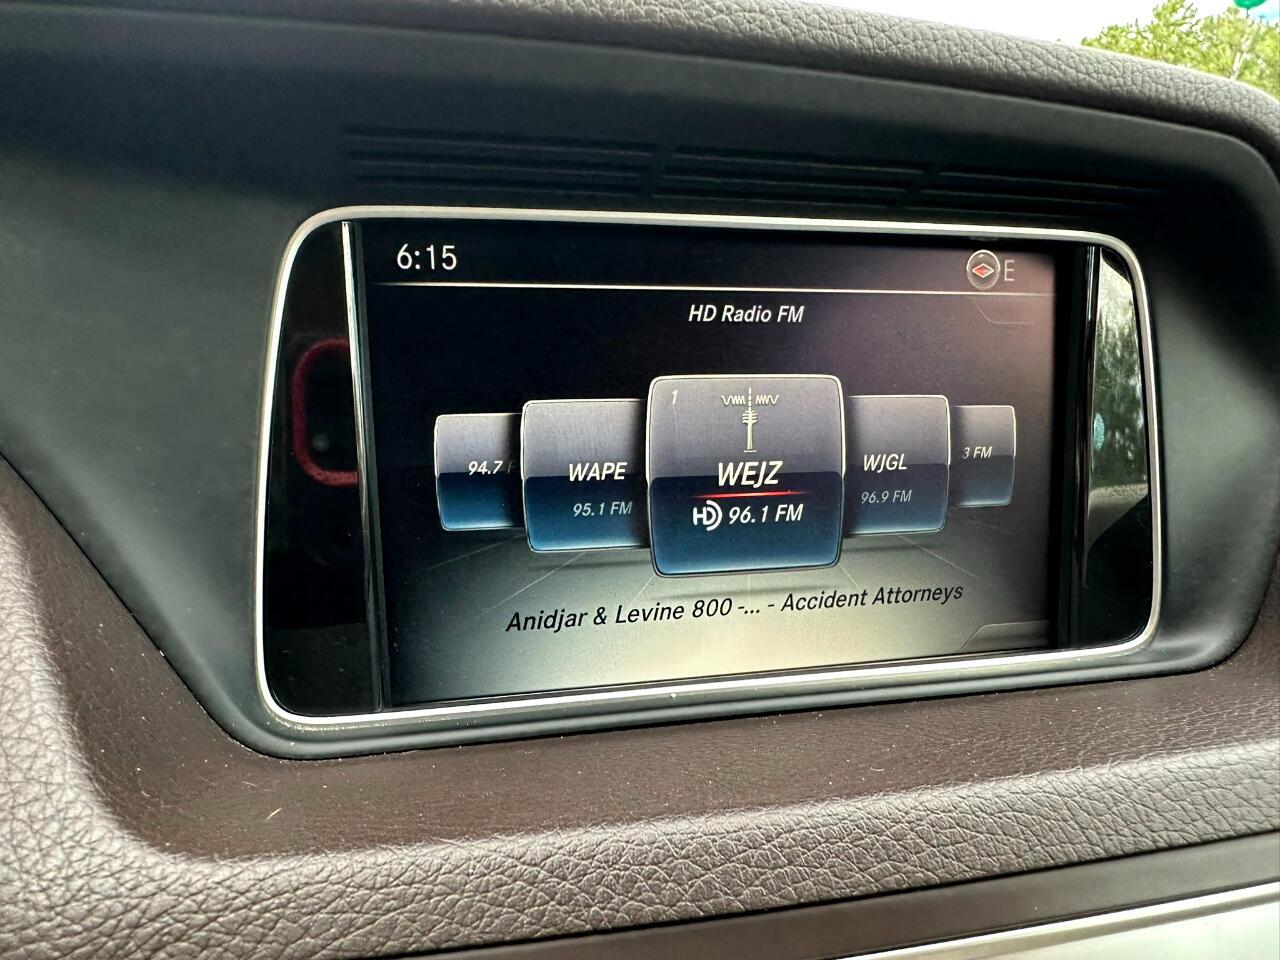 6:15
E
HD Radio FM
1
94.7 F
WAPE
95.1 FM
WEJZ
HD 96.1 FM
WJGL
96.9 FM
3 FM
Anidjar & Levine 800 -... - Accident Attorneys